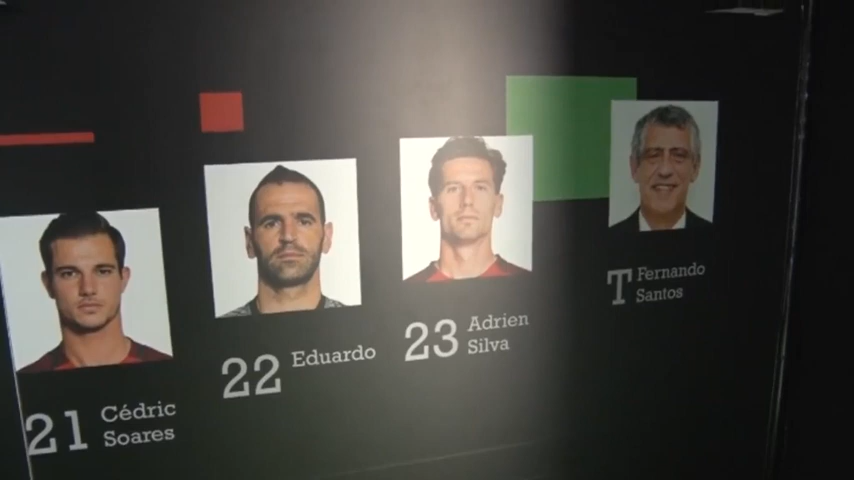 21 Cédric
Soares
22 Eduardo
23 Adrien
Silva
T Fernando
Santos